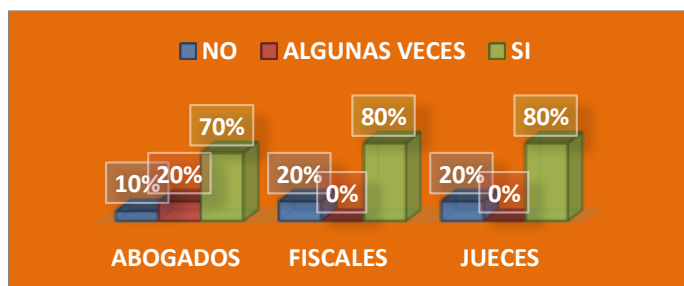 NO ALGUNAS VECES SI
70% 80% 80%
10% 20% 20% 0% 20% 0%
ABOGADOS FISCALES JUECES